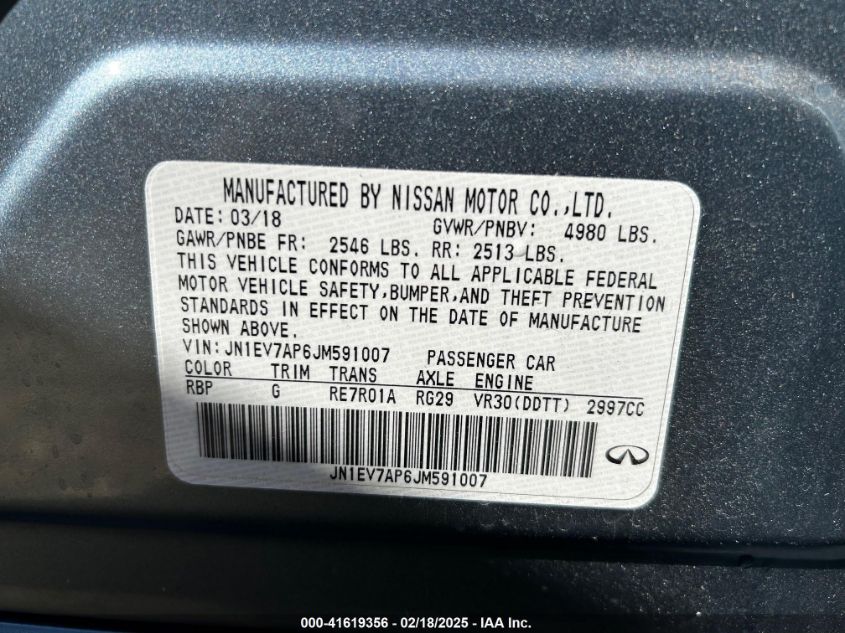 MANUFACTURED BY NISSAN MOTOR CO.,LTD.
DATE: 03/18 GVWR/PNBV: 4980 LBS.
GAWR/PNBE FR: 2546 LBS. RR: 2513 LBS.
THIS VEHICLE CONFORMS TO ALL APPLICABLE FEDERAL
MOTOR VEHICLE SAFETY,BUMPER,AND THEFT PREVENTION
STANDARDS IN EFFECT ON THE DATE OF MANUFACTURE
SHOWN ABOVE.
VIN: JN1EV7AP6JM591007 PASSENGER CAR
COLOR TRIM TRANS AXLE ENGINE
RBP G RE7R01A RG29 VR30(DDTT) 2997CC
JN1EV7AP6JM591007
000-41619356 - 02/18/2025 - IAA Inc.